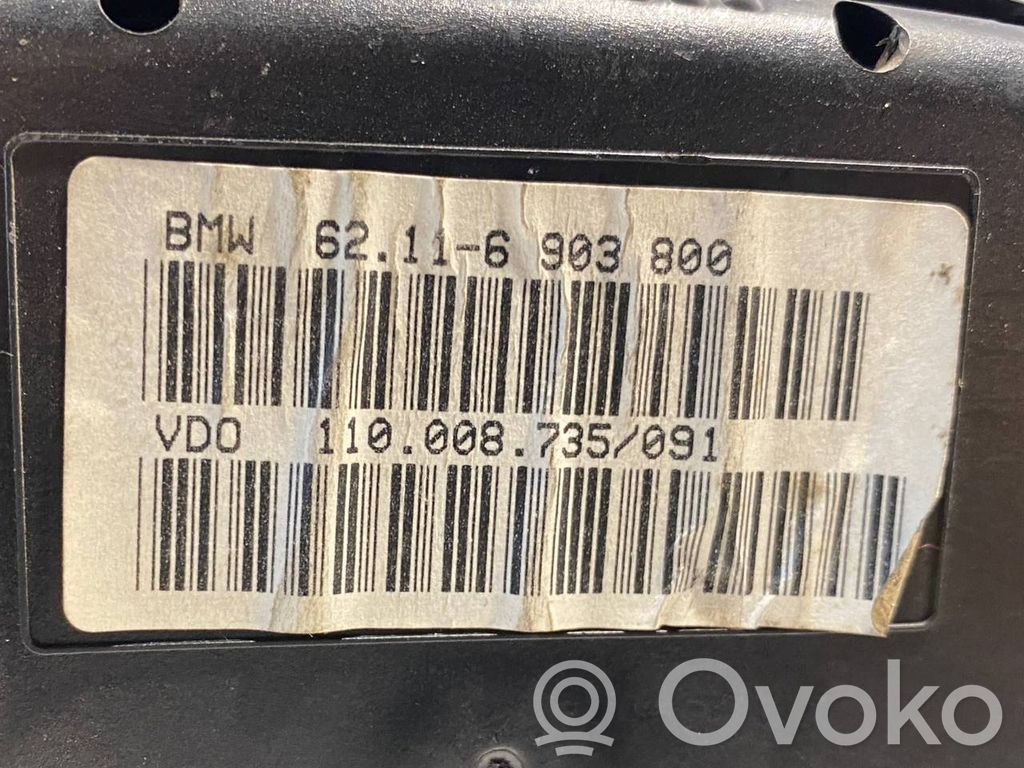 BMW 62.11-6 903 800
VDO 110.008.735/091
R Ovoko